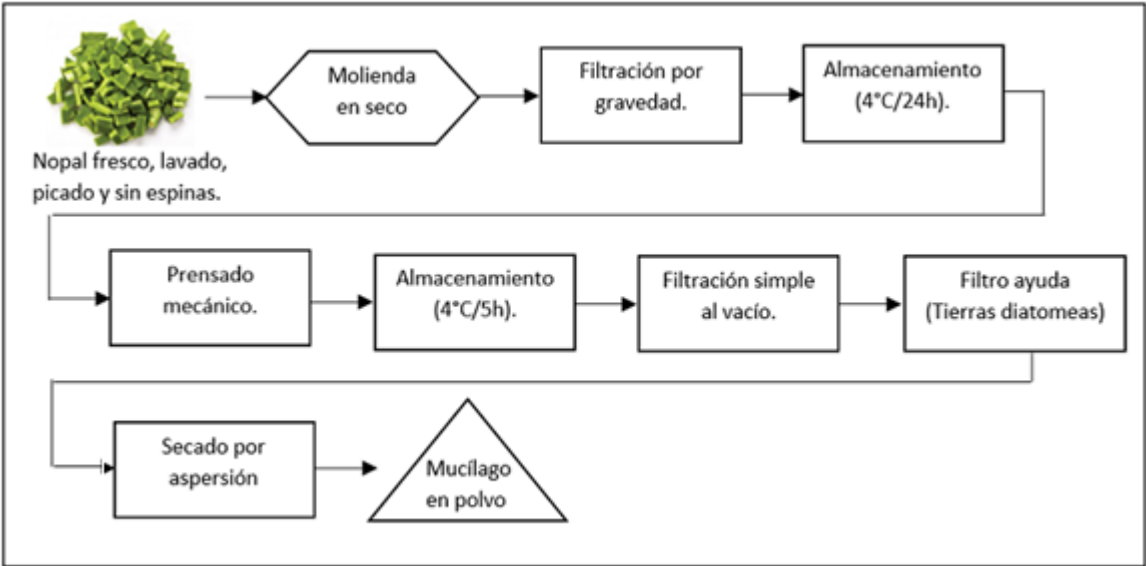 Nopal fresco, lavado,
picado y sin espinas.
Molienda
en seco
Filtración por
gravedad.
Almacenamiento
(4°C/24h).
Prensado
mecánico.
Almacenamiento
(4°C/5h).
Filtración simple
al vacío.
Filtro ayuda
(Tierras diatomeas)
Secado por
aspersión
Mucílago
en polvo